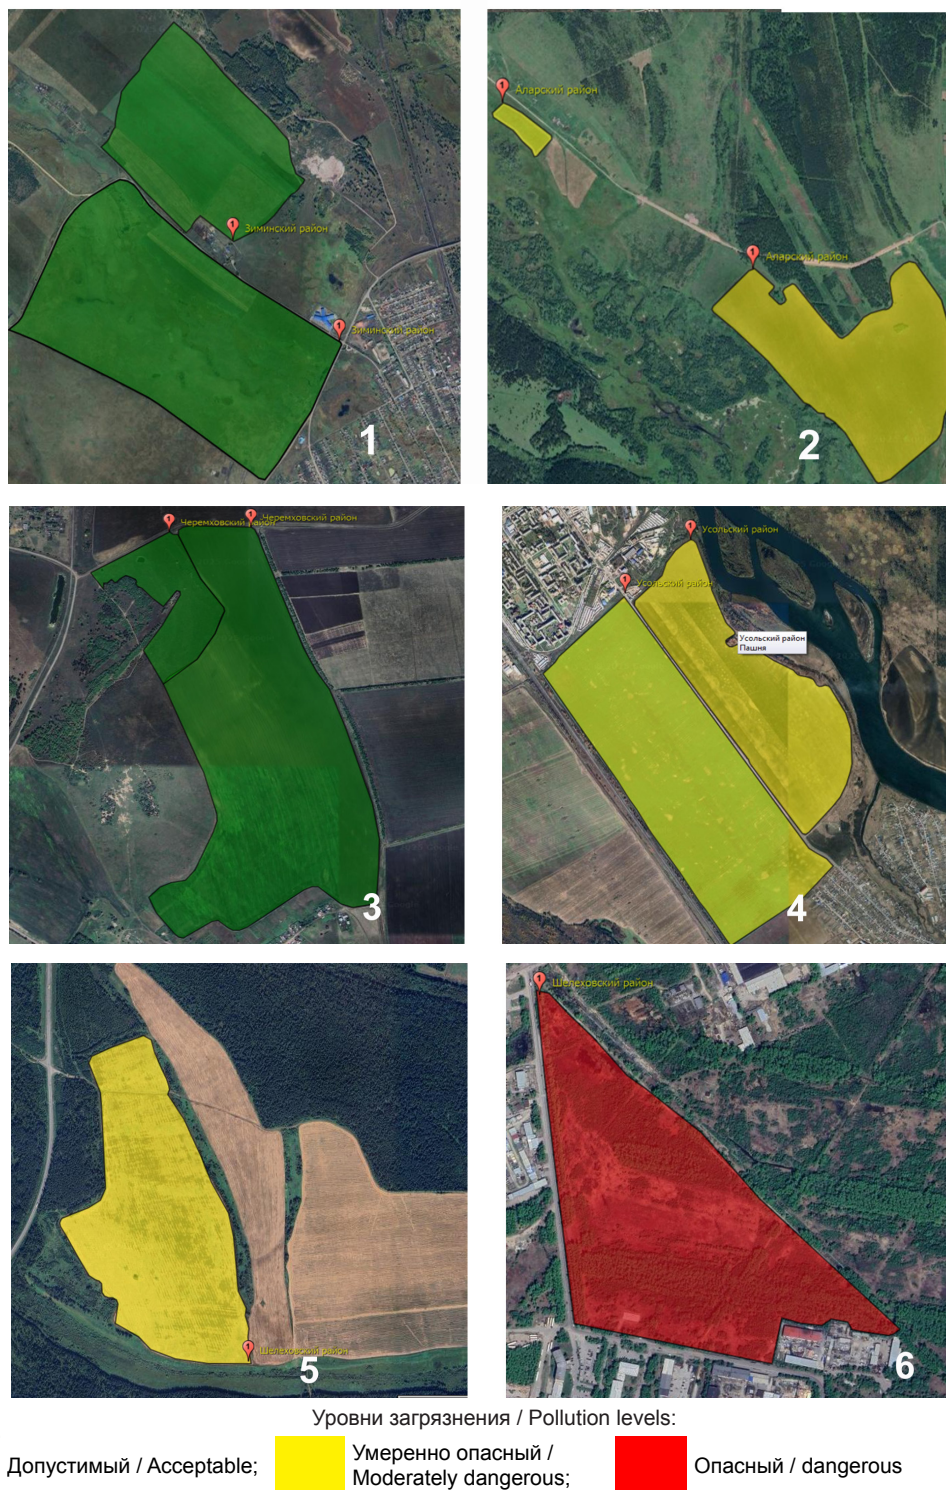 Зиминский район
Зиминский район
1
Аларский район
Аларский район
2
Черемховский район
Черемховский район
3
Усольский район
Усольский район
Усольский район
Пашня
4
Шелеховский район
5
Шелеховский район
6
Уровни загрязнения / Pollution levels:
Допустимый / Acceptable;
Умеренно опасный /
Moderately dangerous;
Опасный / dangerous